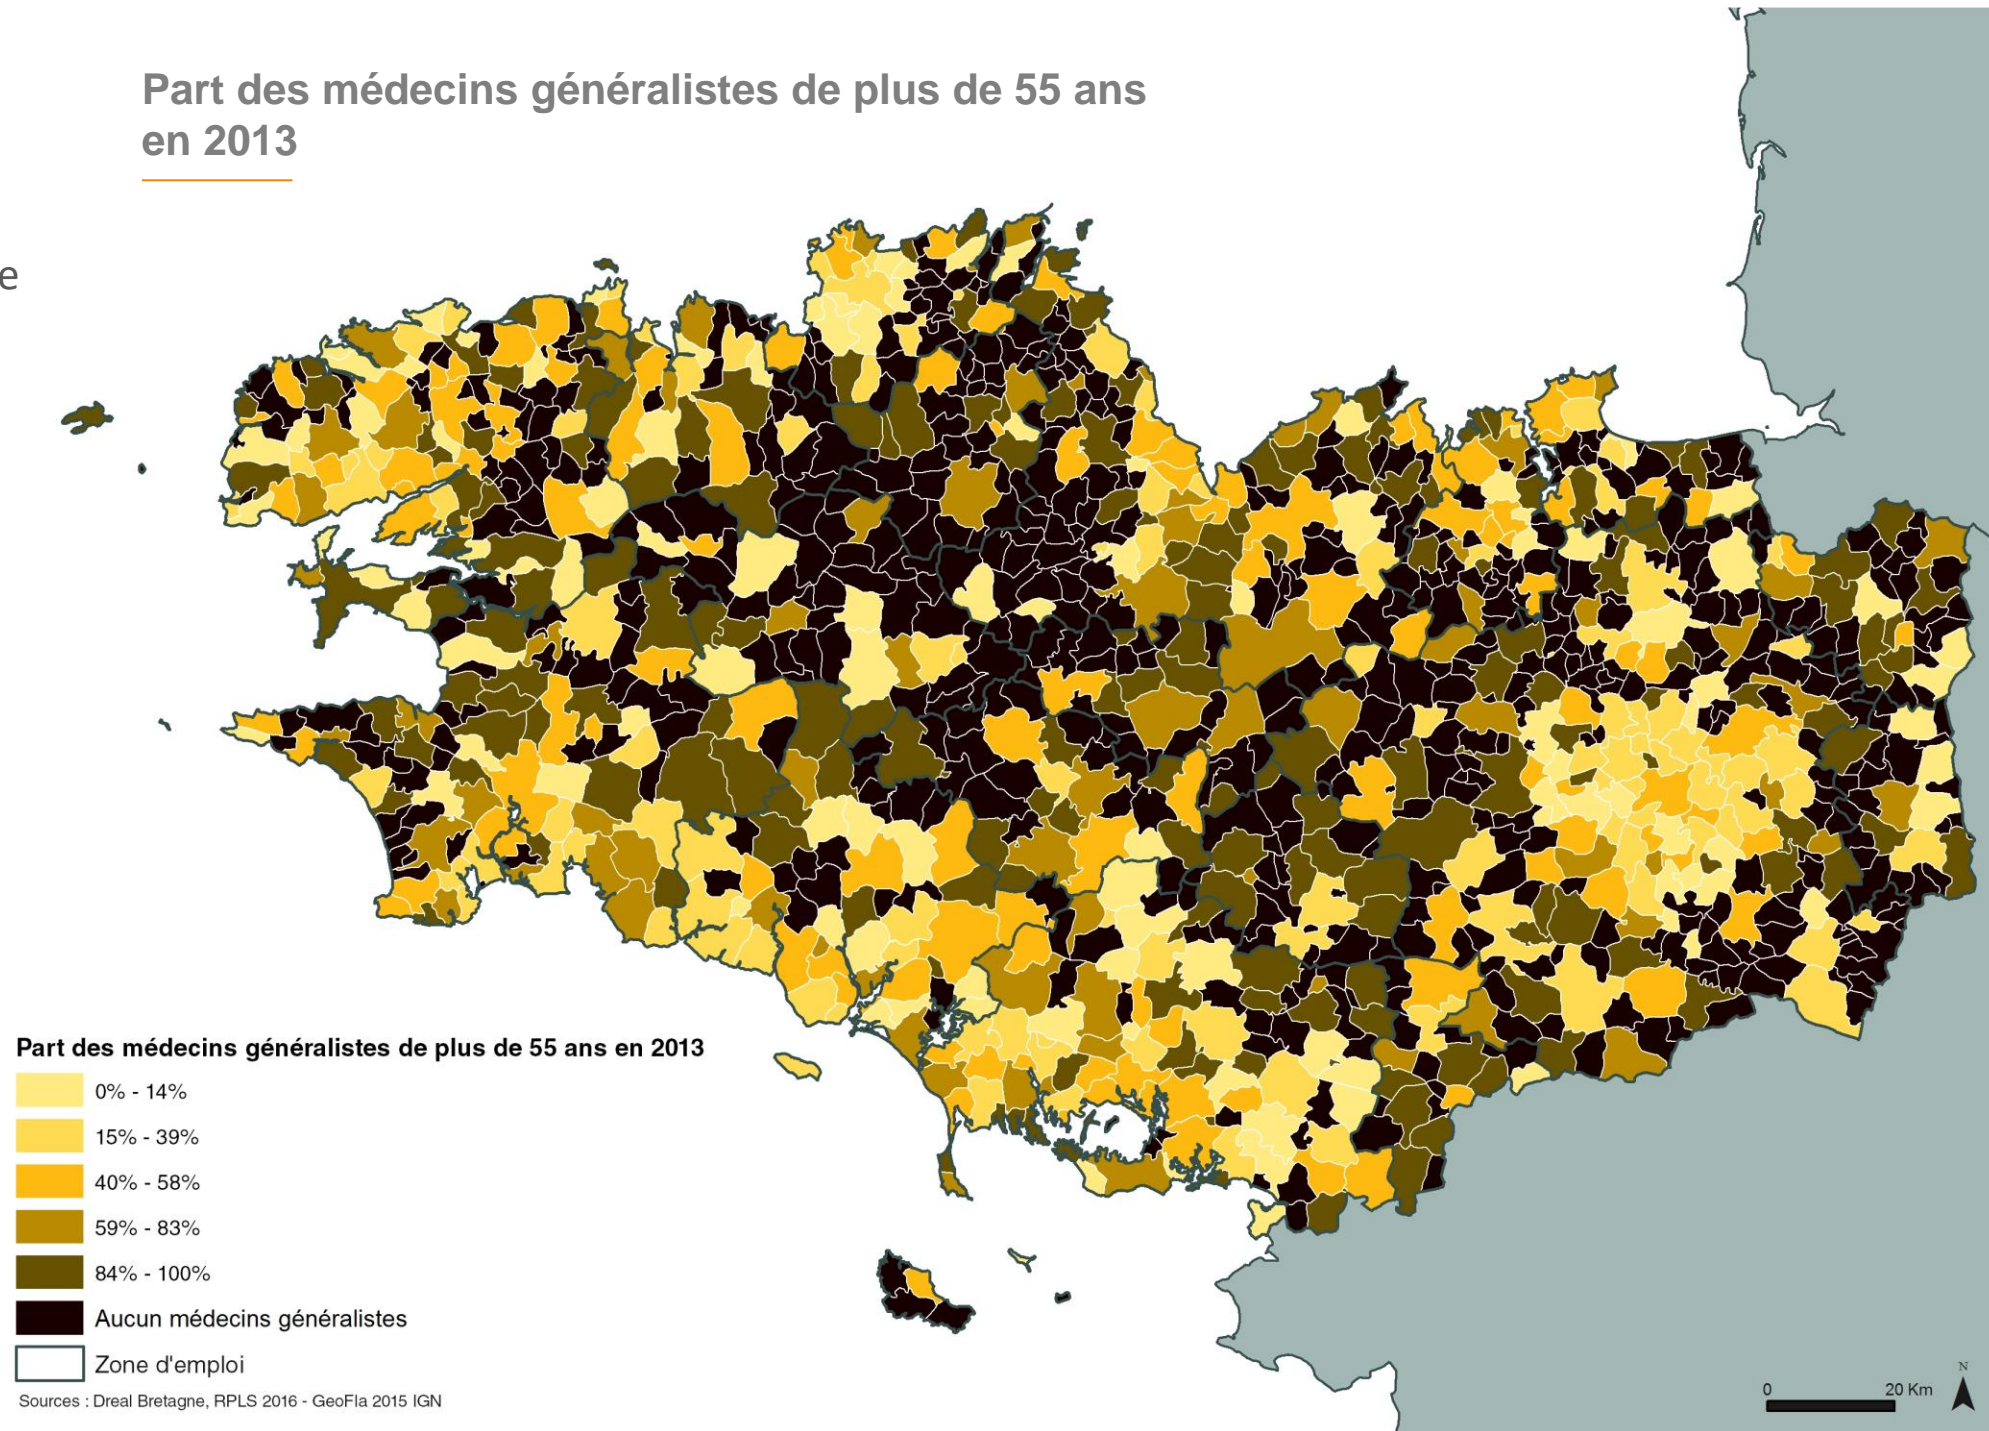 Part des médecins généralistes de plus de 55 ans
en 2013
e
Part des médecins généralistes de plus de 55 ans en 2013
0% - 14%
15% - 39%
40% - 58%
59% - 83%
84% - 100%
Aucun médecins généralistes
Zone d'emploi
Sources : Dreal Bretagne, RPLS 2016 - GeoFla 2015 IGN
N
0 20 Km